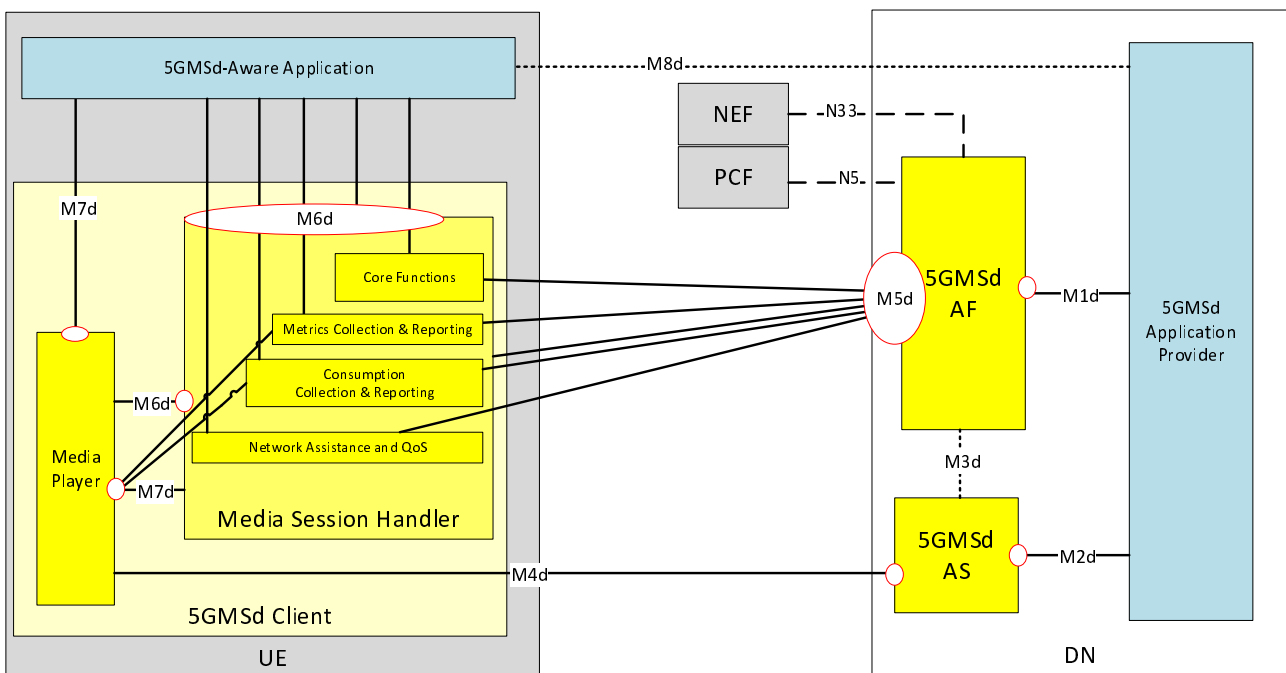 5GMSd-Aware Application
M8d
NEF
N33
PCF
N5
M7d
M6d
Core Functions
5GMSd
AF
M5d
M1d
5GMSd
Application
Provider
Metrics Collection & Reporting
Consumption
Collection & Reporting
M6d
Network Assistance and QoS
Media
Player
M7d
Media Session Handler
M3d
5GMSd
AS
M2d
M4d
5GMSd Client
UE
DN